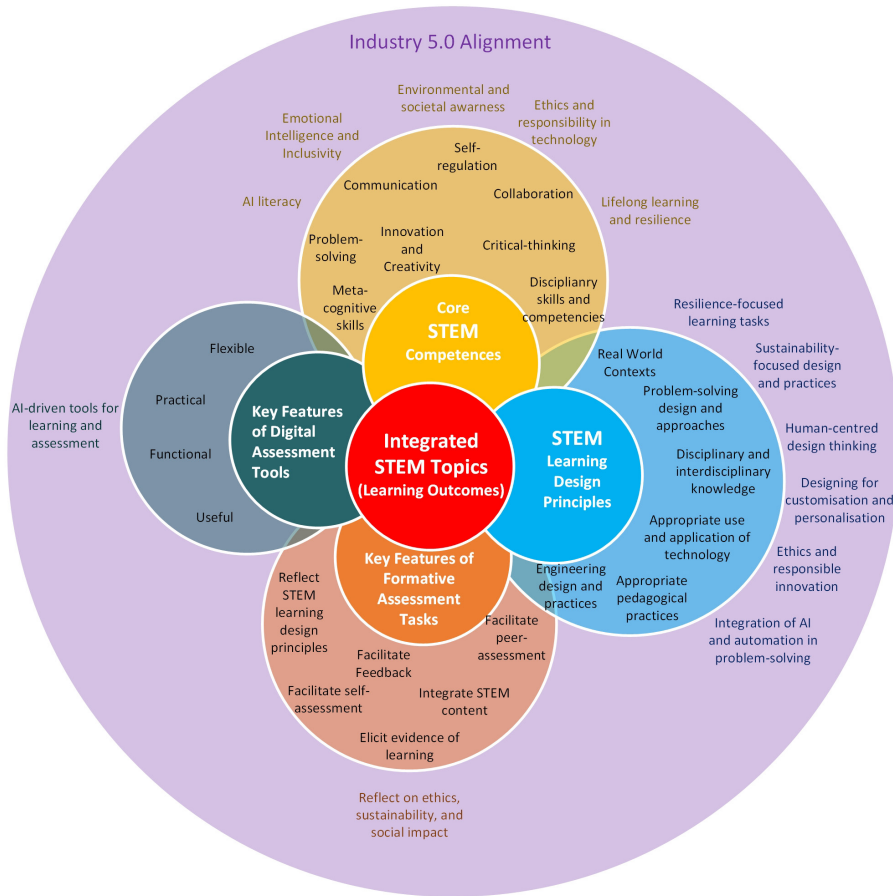 Industry 5.0 Alignment
Environmental and
societal awarness
Ethics and
responsibility in
technology
Emotional
Intelligence and
Inclusivity
AI literacy
Lifelong learning
and resilience
Self-
regulation
Communication
Collaboration
Problem-
solving
Innovation
and
Creativity
Critical-thinking
Meta-
cognitive
skills
Disciplianry
skills and
competencies
Core
STEM
Competences
Flexible
Practical
Functional
Useful
AI-driven tools for
learning and
assessment
Key Features
of Digital
Assessment
Tools
Integrated
STEM Topics
(Learning Outcomes)
STEM
Learning
Design
Principles
Real World
Contexts
Problem-solving
design and
approaches
Disciplinary and
interdisciplinary
knowledge
Appropriate use
and application of
technology
Engineering
design and
practices
Appropriate
pedagogical
practices
Resilience-focused
learning tasks
Sustainability-
focused design
and practices
Human-centred
design thinking
Designing for
customisation and
personalisation
Ethics and
responsible
innovation
Integration of AI
and automation in
problem-solving
Key Features of
Formative
Assessment
Tasks
Reflect
STEM
learning
design
principles
Facilitate
peer-
assessment
Facilitate
Feedback
Facilitate self-
assessment
Integrate STEM
content
Elicit evidence of
learning
Reflect on ethics,
sustainability, and
social impact